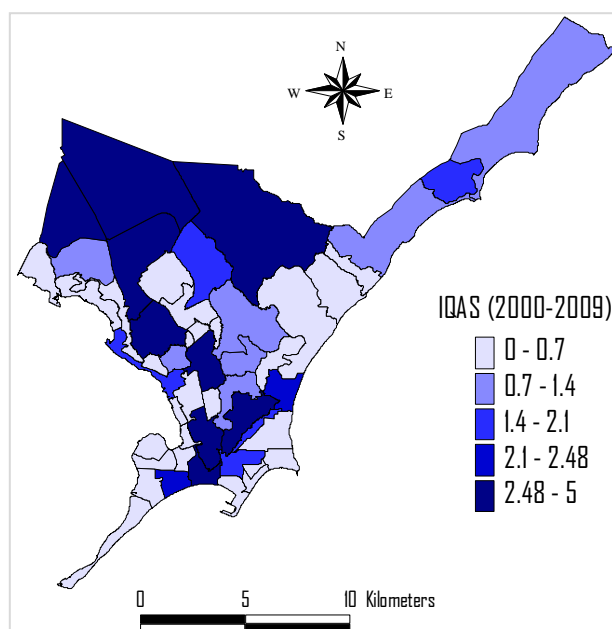 N
W E
S
IQAS (2000-2009)
0 - 0.7
0.7 - 1.4
1.4 - 2.1
2.1 - 2.48
2.48 - 5
0 5 10 Kilometers